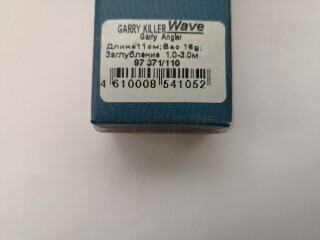 GARRY KILLER Wave
Garry Angler
Длина11см; Вес 16g;
Заглубление 1.0-3.0м
97 371/110
4 610008 541052